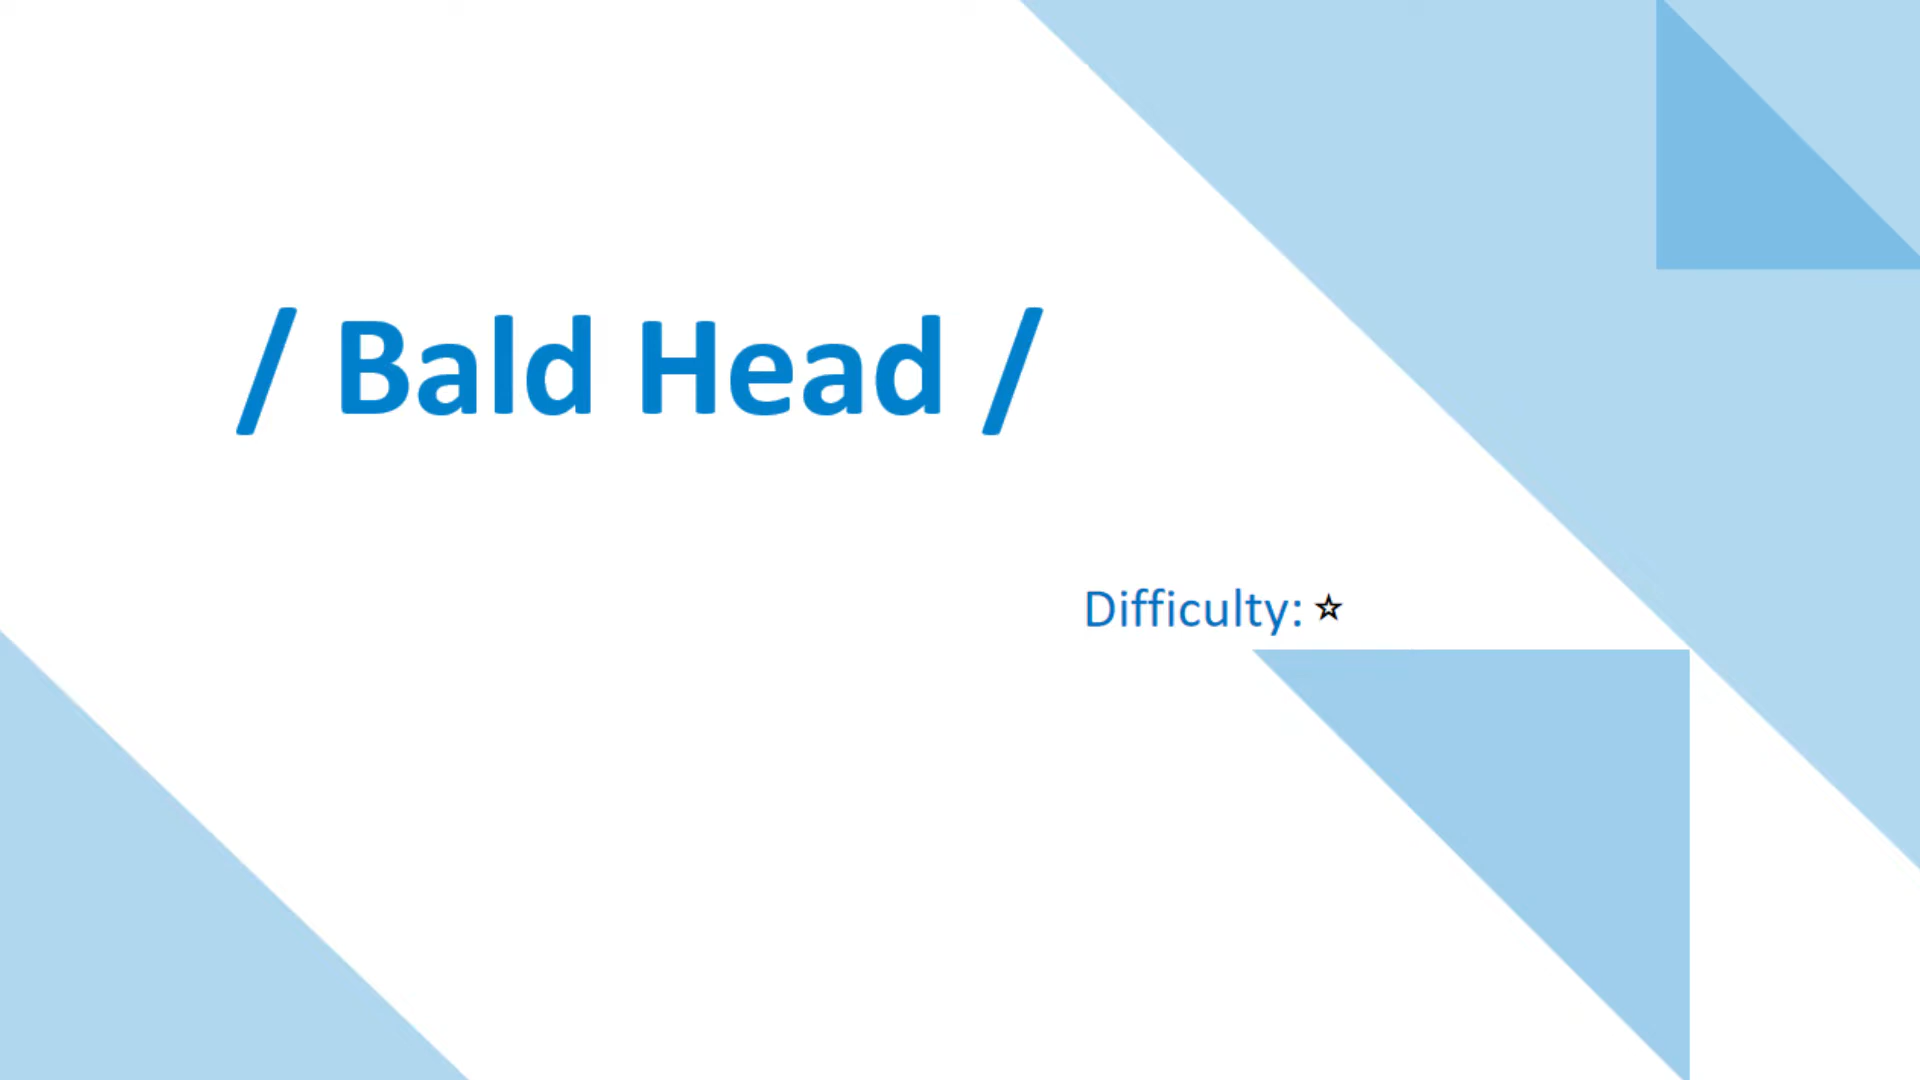 / Bald Head /
Difficulty: ☆